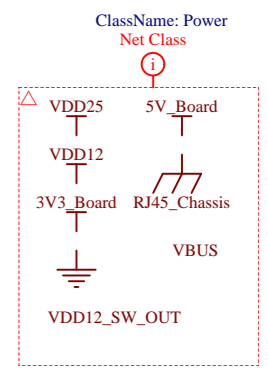 ClassName: Power
Net Class
i
VDD25
5V_Board
VDD12
3V3_Board
RJ45_Chassis
VBUS
VDD12_SW_OUT